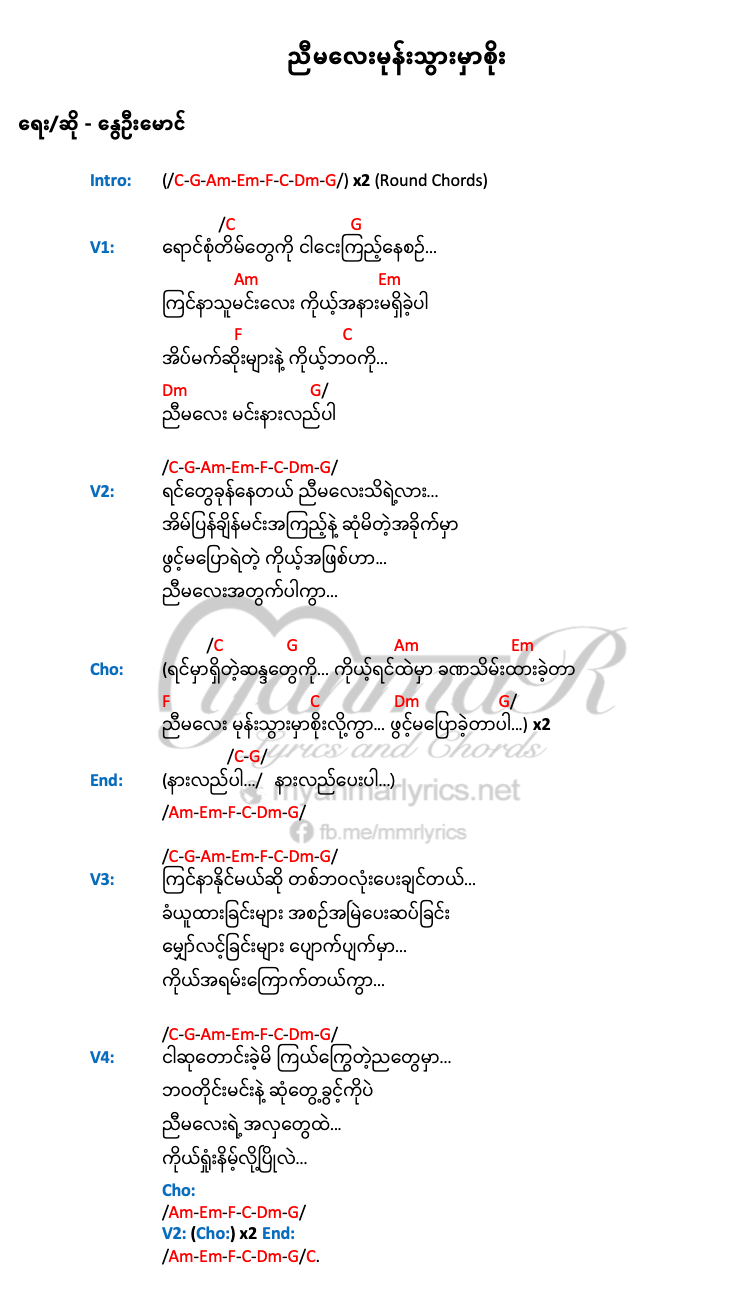 ညီမလေးမုန်းသွားမှာစိုး
ရေး/ဆို - နွေဦးမောင်
Intro: (/C-G-Am-Em-F-C-Dm-G/) x2 (Round Chords)
/C G
V1: ရောင်စုံတိမ်တွေကို ငါငေးကြည့်နေစဉ်...
Am Em
ကြင်နာသူမင်းလေး ကိုယ့်အနားမရှိခဲ့ပါ
F C
အိပ်မက်ဆိုးများနဲ့ ကိုယ့်ဘဝကို...
Dm G/
ညီမလေး မင်းနားလည်ပါ
/C-G-Am-Em-F-C-Dm-G/
V2: ရင်တွေခုန်နေတယ် ညီမလေးသိရဲ့လား...
အိမ်ပြန်ချိန်မင်းအကြည့်နဲ့ ဆုံမိတဲ့အခိုက်မှာ
ဖွင့်မပြောရဲတဲ့ ကိုယ့်အဖြစ်ဟာ...
ညီမလေးအတွက်ပါကွာ...
/C G Am Em
Cho: (ရင်မှာရှိတဲ့ဆန္ဒတွေကို... ကိုယ့်ရင်ထဲမှာ ခဏသိမ်းထားခဲ့တာ
F C Dm G/
ညီမလေး မုန်းသွားမှာစိုးလို့ကွာ... ဖွင့်မပြောခဲ့တာပါ...) x2
/C-G/
End: (နားလည်ပါ.../ နားလည်ပေးပါ...)
/Am-Em-F-C-Dm-G/
/C-G-Am-Em-F-C-Dm-G/
V3: ကြင်နာနိုင်မယ်ဆို တစ်ဘဝလုံးပေးချင်တယ်...
ခံယူထားခြင်းများ အစဉ်အမြဲပေးဆပ်ခြင်း
မျှော်လင့်ခြင်းများ ပျောက်ပျက်မှာ...
ကိုယ်အရမ်းကြောက်တယ်ကွာ...
/C-G-Am-Em-F-C-Dm-G/
V4: ငါဆုတောင်းခဲ့မိ ကြယ်ကြွေတဲ့ညတွေမှာ...
ဘဝတိုင်းမင်းနဲ့ ဆုံတွေ့ခွင့်ကိုပဲ
ညီမလေးရဲ့ အလှတွေထဲ...
ကိုယ်ရှုံးနိမ့်လို့ပြိုလဲ...
Cho:
/Am-Em-F-C-Dm-G/
V2: (Cho:) x2 End:
/Am-Em-F-C-Dm-G/C.
myanmaR
Lyrics and Chords
myanmarlyrics.net
fb.me/mmrlyrics